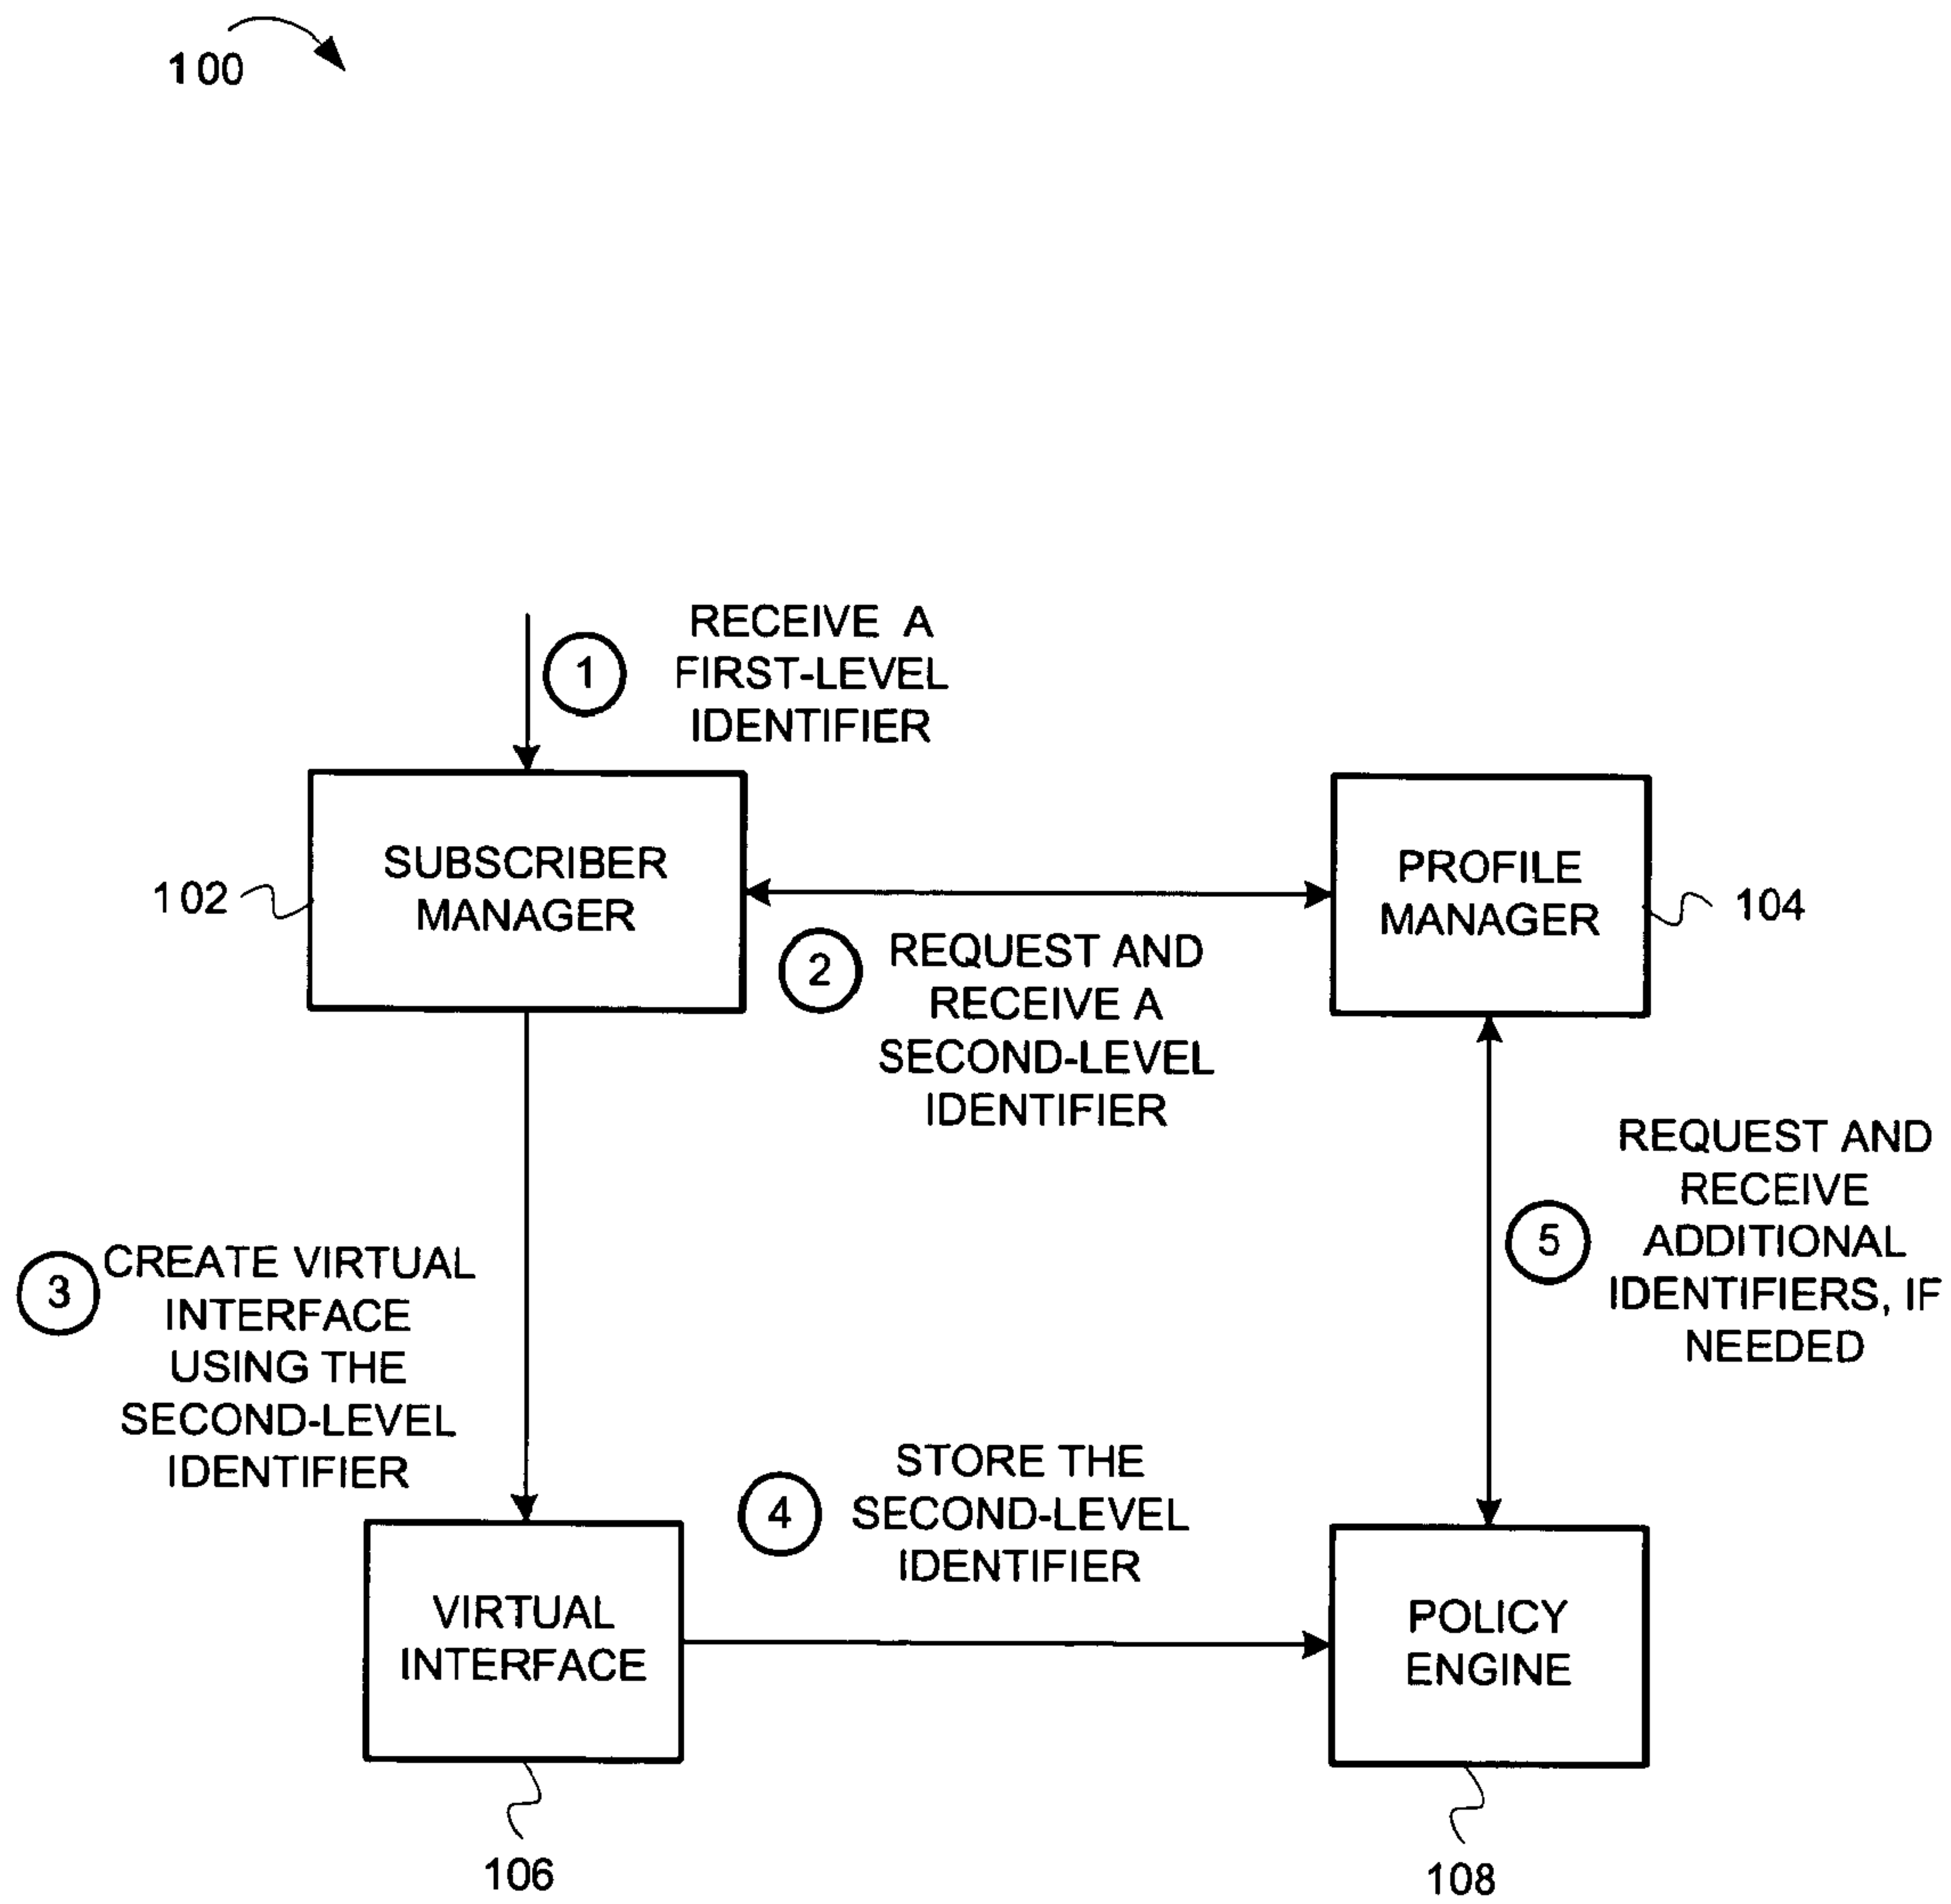 100
RECEIVE A
FIRST-LEVEL
IDENTIFIER
1
SUBSCRIBER
MANAGER
102
PROFILE
MANAGER
104
2
REQUEST AND
RECEIVE A
SECOND-LEVEL
IDENTIFIER
3
CREATE VIRTUAL
INTERFACE
USING THE
SECOND-LEVEL
IDENTIFIER
5
REQUEST AND
RECEIVE
ADDITIONAL
IDENTIFIERS, IF
NEEDED
4
STORE THE
SECOND-LEVEL
IDENTIFIER
VIRTUAL
INTERFACE
106
POLICY
ENGINE
108